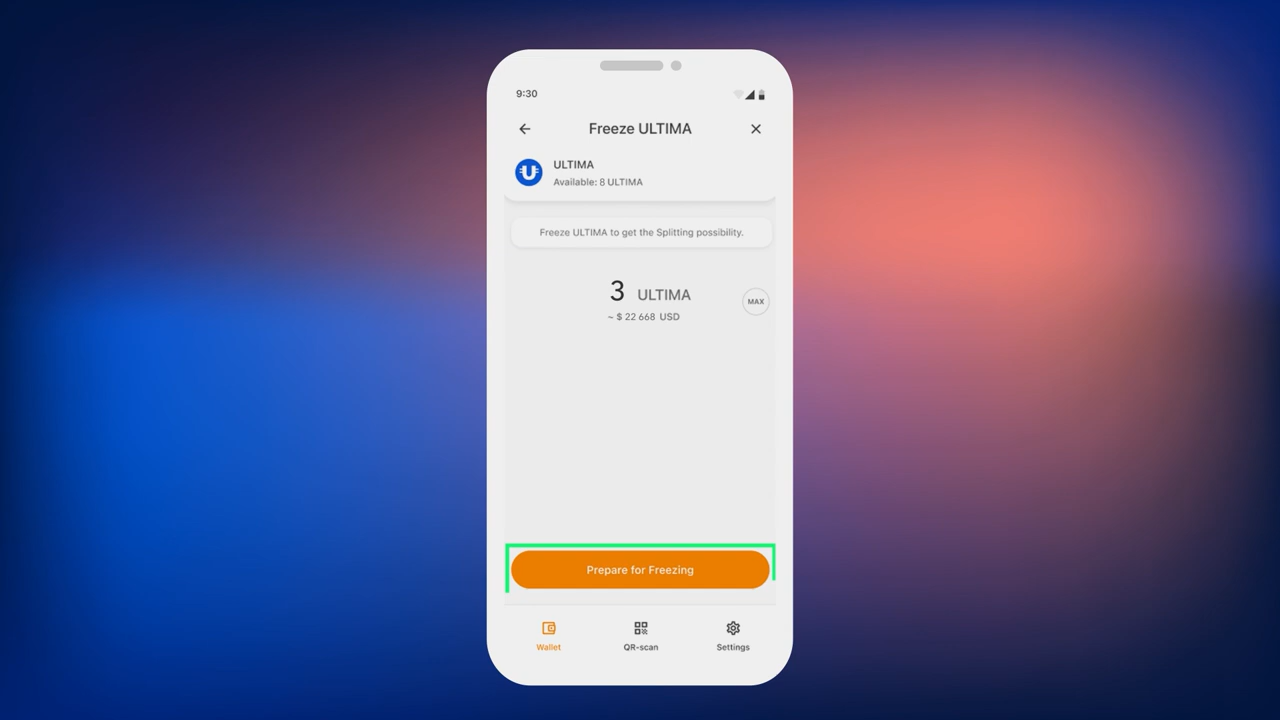 9:30
Freeze ULTIMA
ULTIMA
Available: 8 ULTIMA
Freeze ULTIMA to get the Splitting possibility.
3 ULTIMA
MAX
~ $ 22 668 USD
Prepare for Freezing
Wallet
QR-scan
Settings